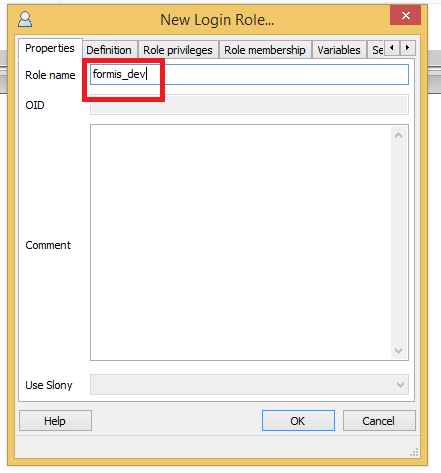 New Login Role...
Properties Definition Role privileges Role membership Variables Se
Role name formis_dev
OID
Comment
Use Slony
Help OK Cancel